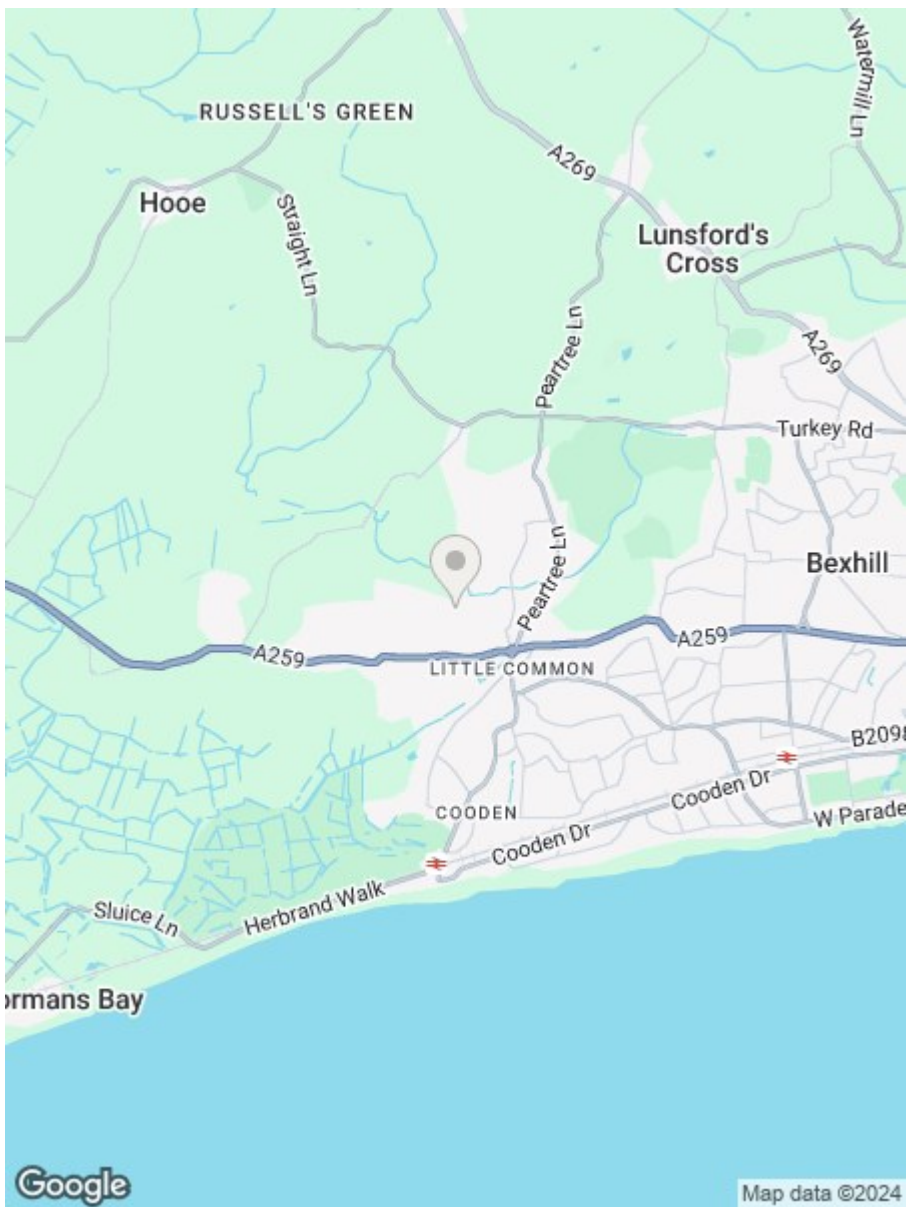 Watermill Ln
RUSSELL'S GREEN
A269
Hooe
Straight Ln
Lunsford's
Cross
Peartree Ln
A269
Turkey Rd
Peartree Ln
Bexhill
A259
A259
LITTLE COMMON
B2098
Cooden Dr
COODEN
W Parade
Cooden Dr
Herbrand Walk
Sluice Ln
ormans Bay
Google
Map data ©2024